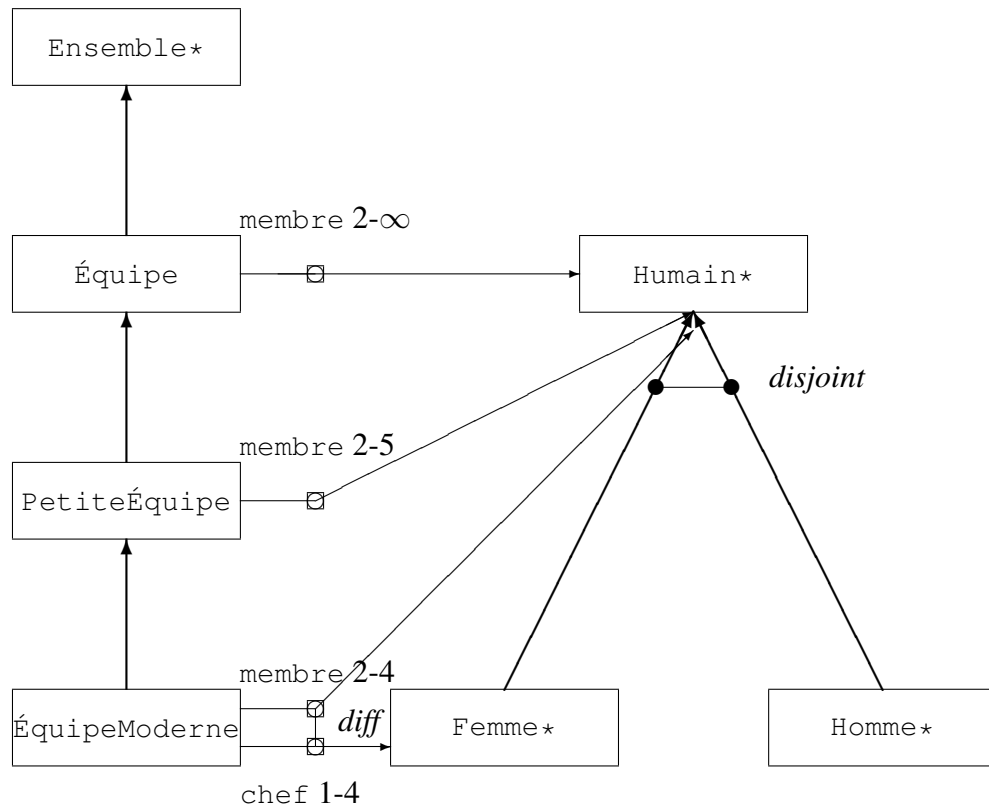 Ensemble*
membre 2-∞
Équipe
Humain*
disjoint
membre 2-5
PetiteÉquipe
membre 2-4
ÉquipeModerne
diff
Femme*
Homme*
chef 1-4